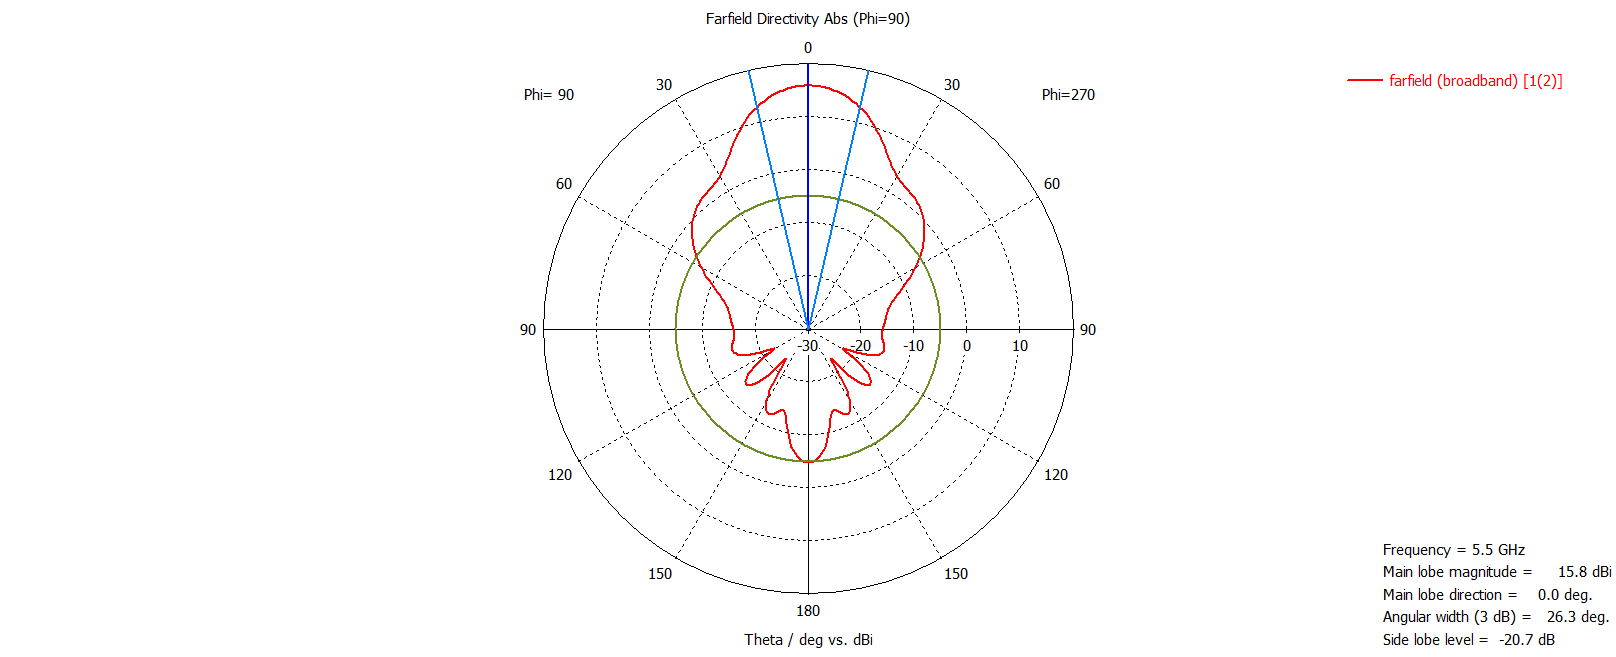 Farfield Directivity Abs (Phi=90)
0
30
30
Phi= 90
Phi=270
farfield (broadband) [1(2)]
60
60
90
90
-30
-20
-10
0
10
120
120
150
150
180
Theta / deg vs. dBi
Frequency = 5.5 GHz
Main lobe magnitude = 15.8 dBi
Main lobe direction = 0.0 deg.
Angular width (3 dB) = 26.3 deg.
Side lobe level = -20.7 dB